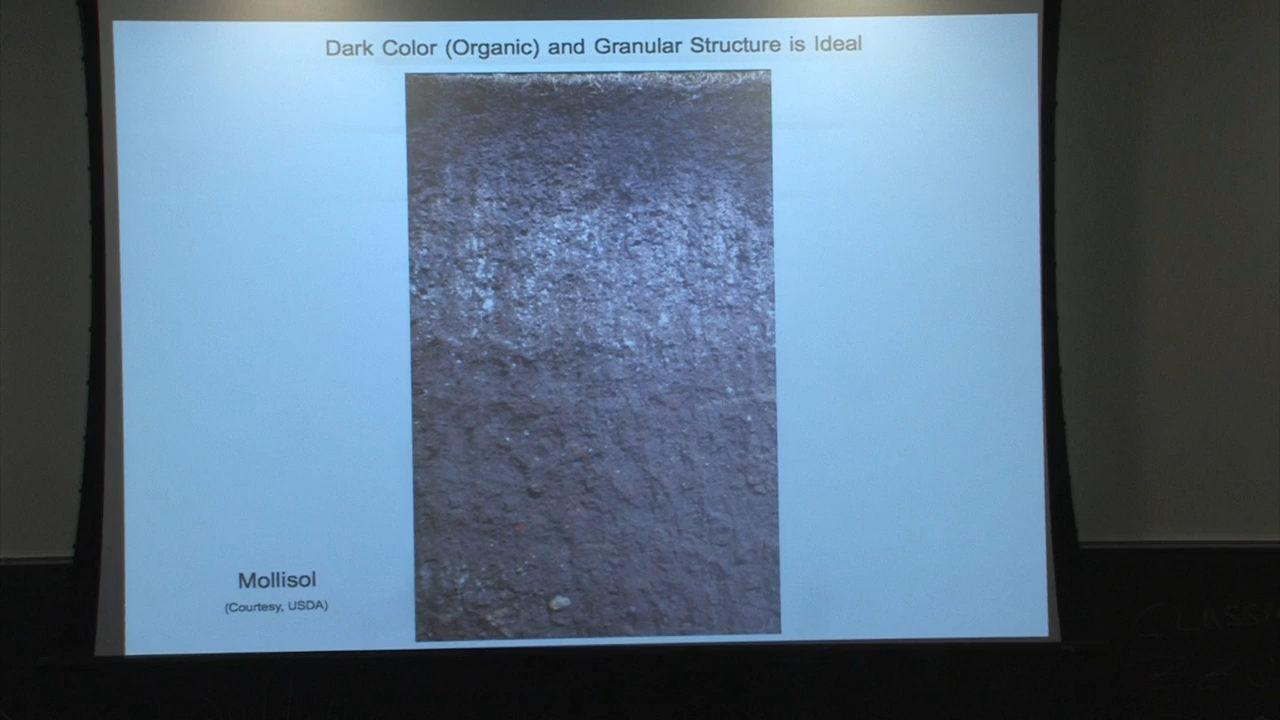 Dark Color (Organic) and Granular Structure is Ideal
Mollisol
(Courtesy, USDA)